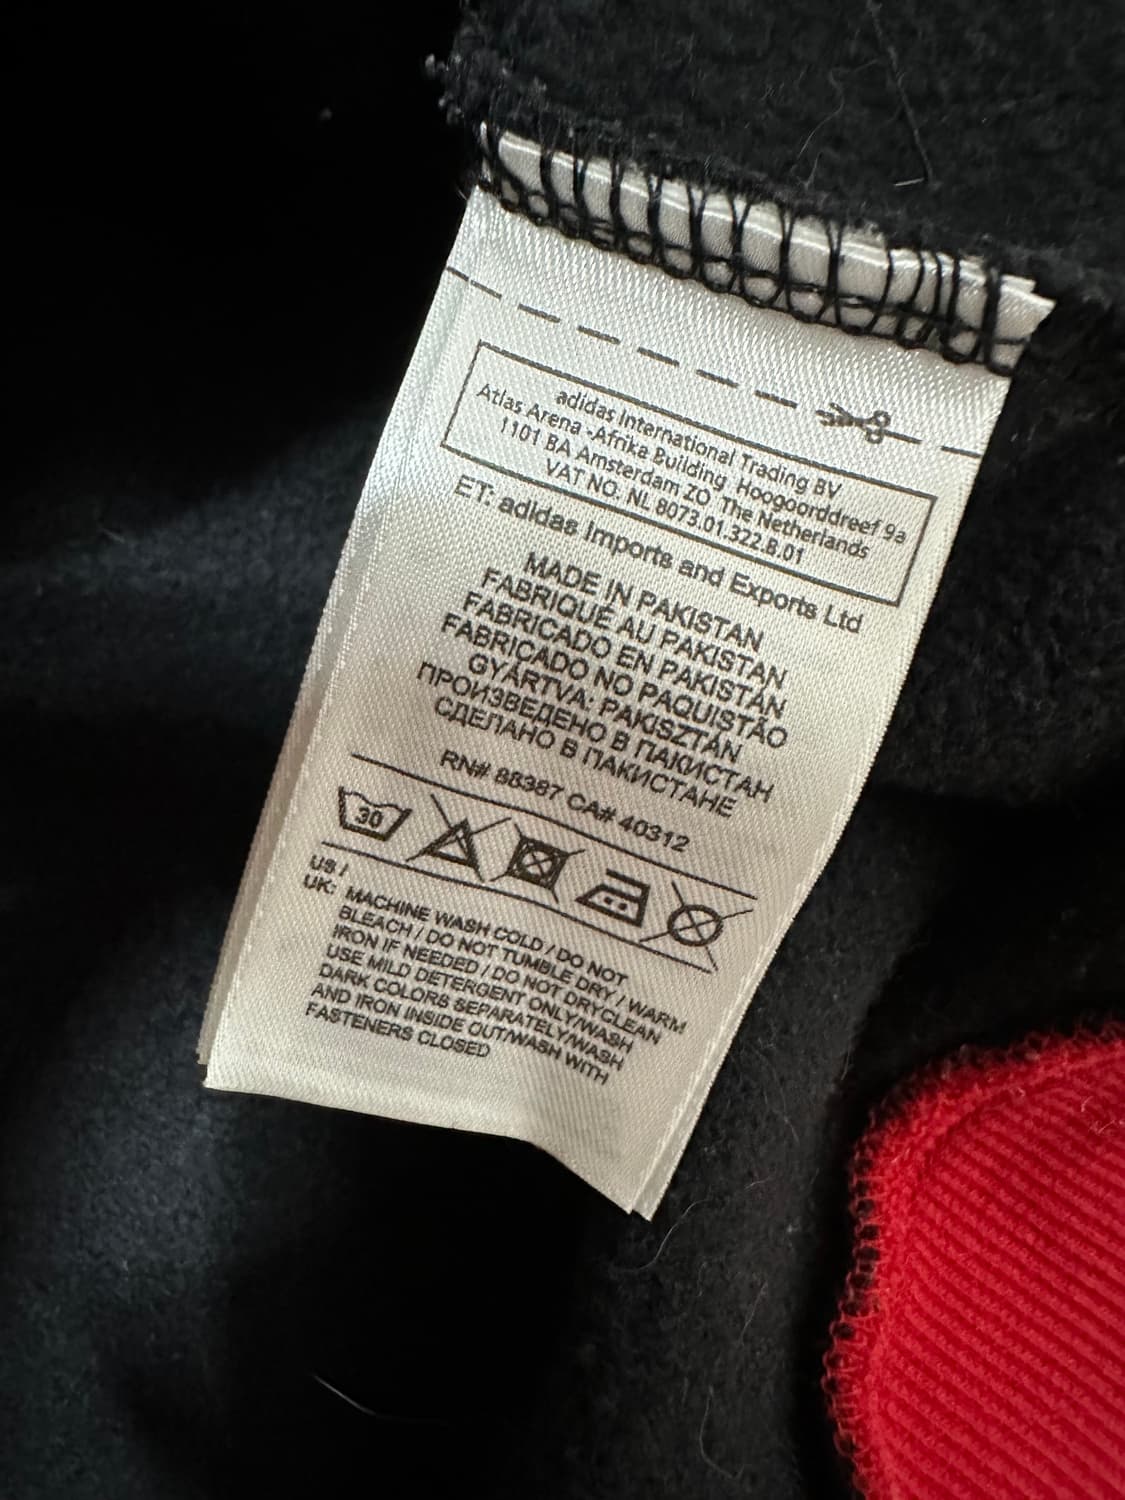 adidas International Trading BV
Atlas Arena -Afrika Building Hoogoorddreef 9a
1101 BA Amsterdam ZO The Netherlands
VAT NO. NL 8073.01.322.B.01
ET: adidas Imports and Exports Ltd
MADE IN PAKISTAN
FABRIQUÉ AU PAKISTAN
FABRICADO EN PAKISTÁN
FABRICADO NO PAQUISTÃO
GYÁRTVA: PAKISZTÁN
ПРОИЗВЕДЕНО В ПАКИСТАН
СДЕЛАНО В ПАКИСТАНЕ
RN# 88387 CA# 40312
30
US /
UK: MACHINE WASH COLD / DO NOT
BLEACH / DO NOT TUMBLE DRY / WARM
IRON IF NEEDED / DO NOT DRYCLEAN
USE MILD DETERGENT ONLY/WASH
DARK COLORS SEPARATELY/WASH
AND IRON INSIDE OUT/WASH WITH
FASTENERS CLOSED